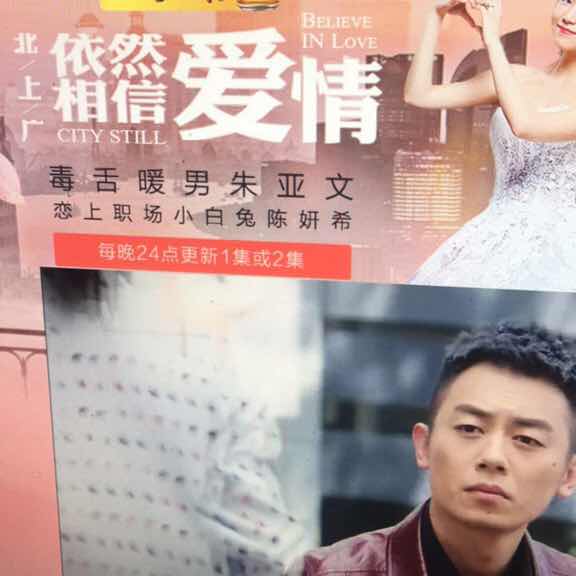 北/上/广
依然
相信
爱情
BELIEVE
IN LOVE
CITY STILL
毒舌暖男朱亚文
恋上职场小白兔陈妍希
每晚24点更新1集或2集